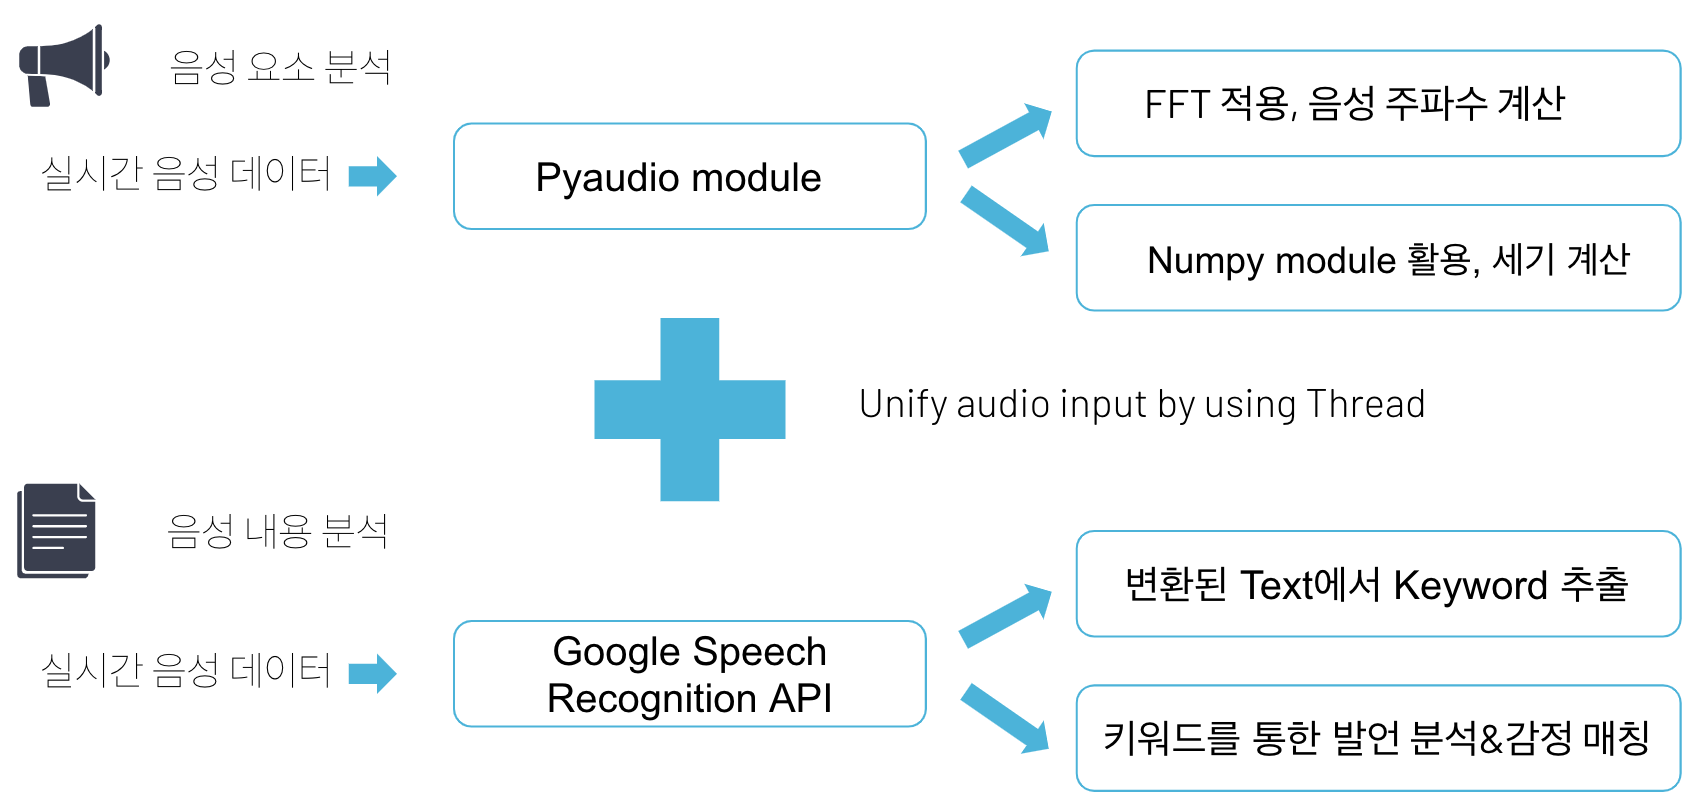 음성 요소 분석
실시간 음성 데이터
Pyaudio module
FFT 적용, 음성 주파수 계산
Numpy module 활용, 세기 계산
Unify audio input by using Thread
음성 내용 분석
실시간 음성 데이터
Google Speech
Recognition API
변환된 Text에서 Keyword 추출
키워드를 통한 발언 분석&감정 매칭